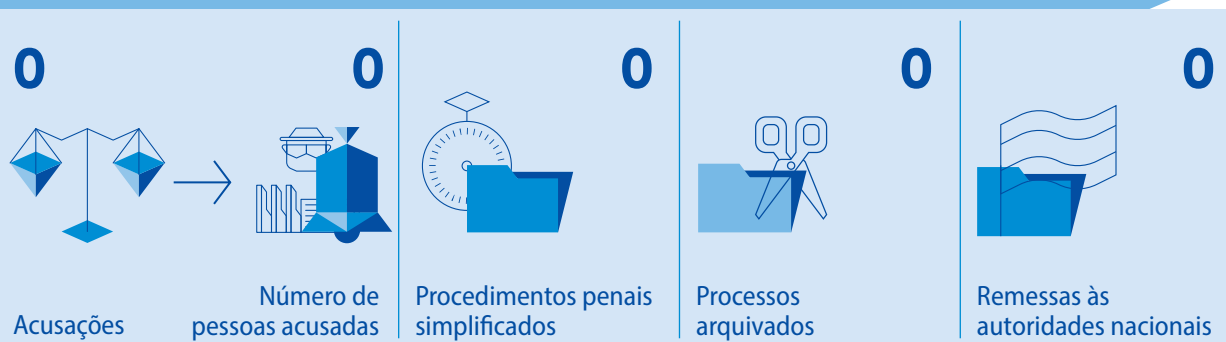 0
Acusações
0
Número de
pessoas acusadas
0
Procedimentos penais
simplificados
0
Processos
arquivados
0
Remessas às
autoridades nacionais